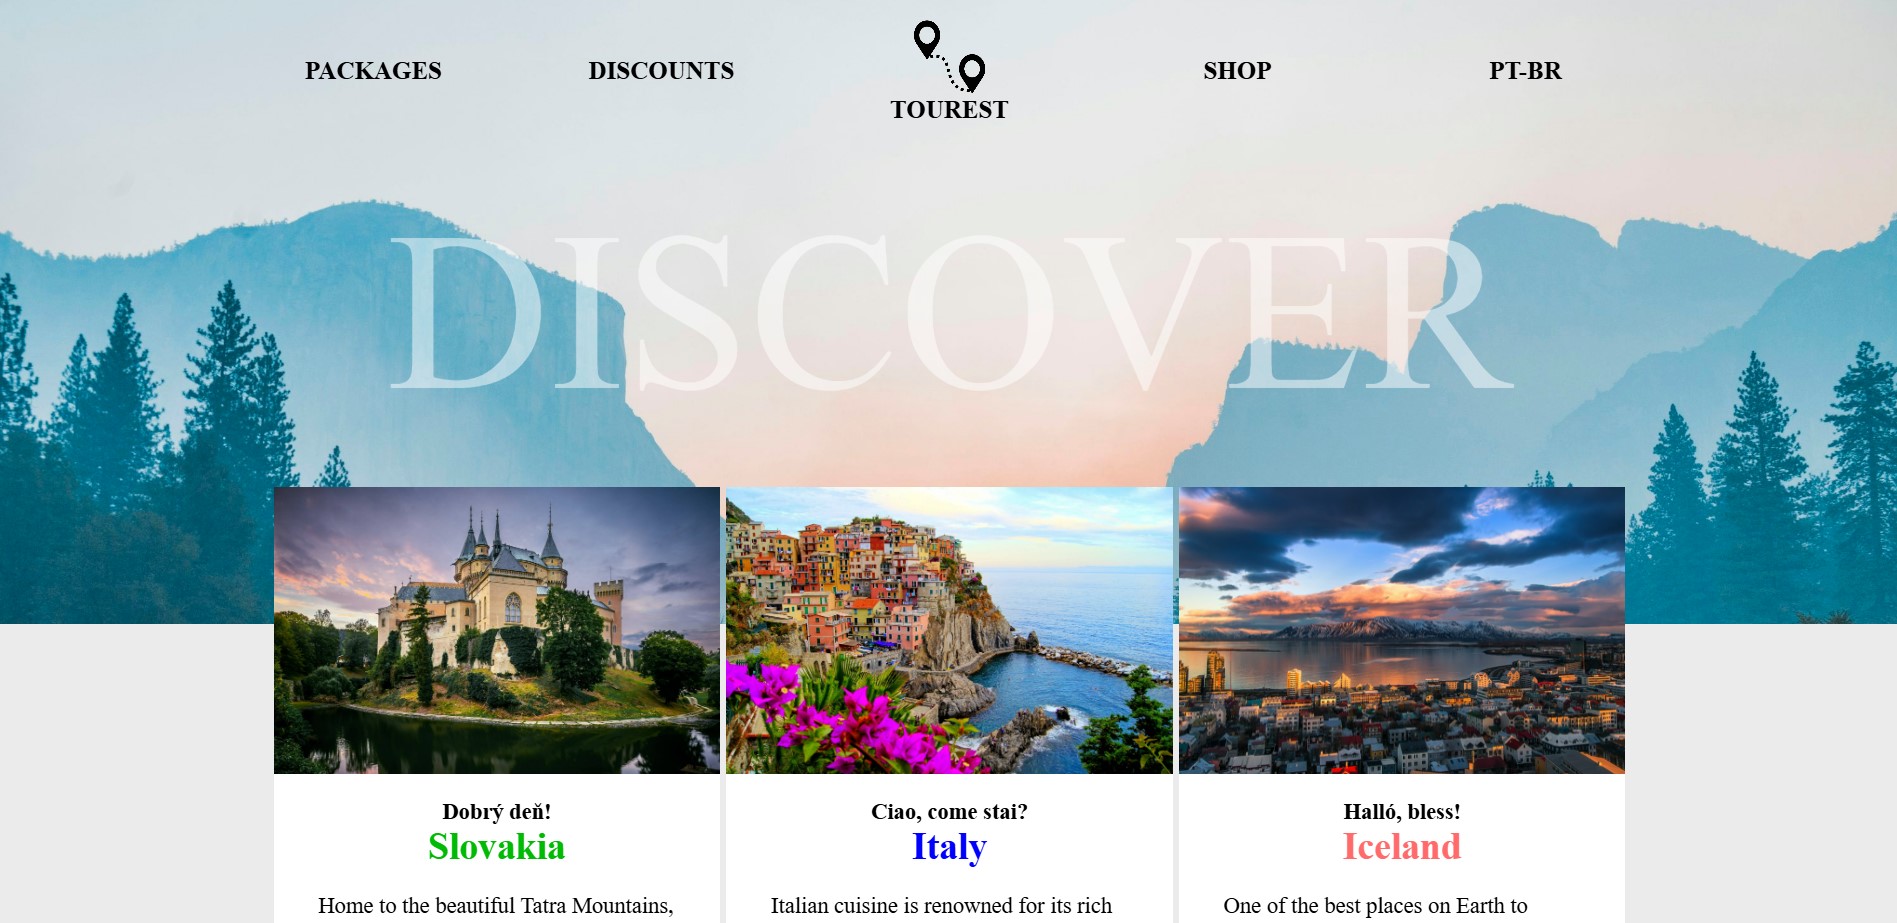 PACKAGES DISCOUNTS SHOP PT-BR
TOUREST
DISCOVER
Dobrý deň!
Slovakia
Home to the beautiful Tatra Mountains,
Ciao, come stai?
Italy
Italian cuisine is renowned for its rich
Halló, bless!
Iceland
One of the best places on Earth to